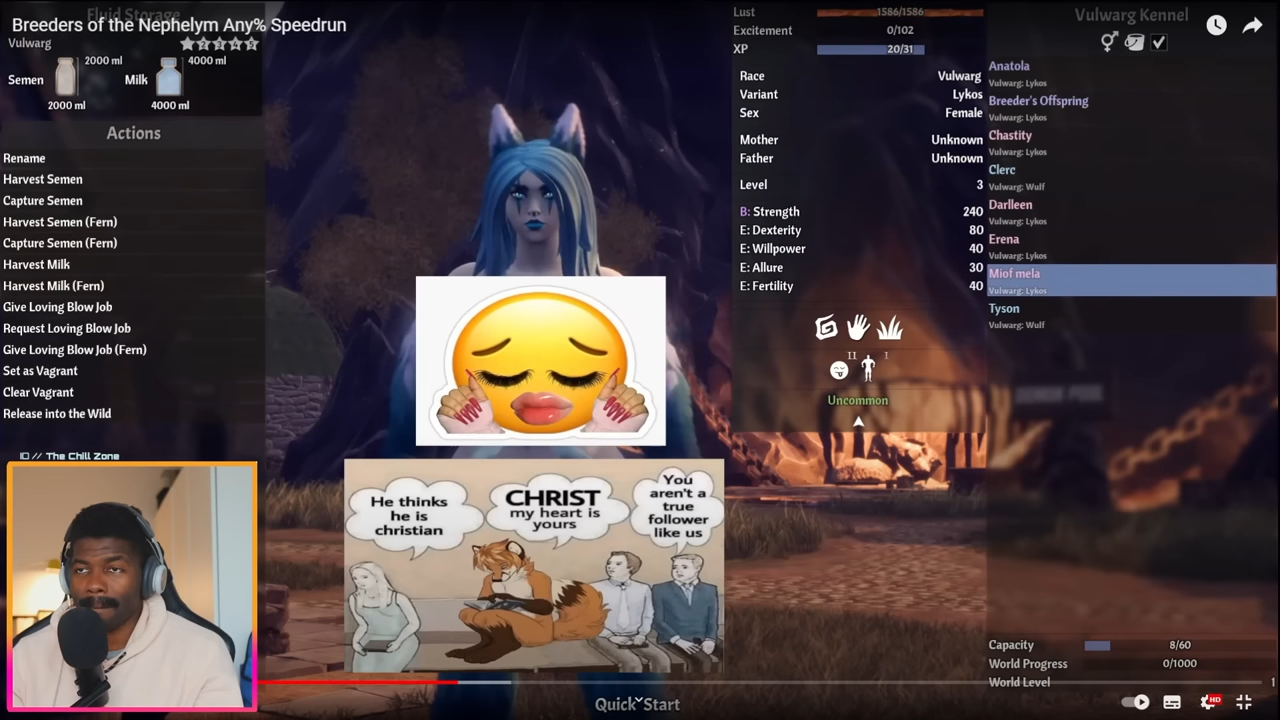 Breeders of the Nephelym Any% Speedrun
Fluid Storage
Vulwarg
2000 ml
4000 ml
Semen
Milk
2000 ml
4000 ml
Actions
Rename
Harvest Semen
Capture Semen
Harvest Semen (Fern)
Capture Semen (Fern)
Harvest Milk
Harvest Milk (Fern)
Give Loving Blow Job
Request Loving Blow Job
Give Loving Blow Job (Fern)
Set as Vagrant
Clear Vagrant
Release into the Wild
// The Chill Zone
He thinks
he is
christian
CHRIST
my heart is
yours
You
aren't a
true
follower
like us
Lust 1586/1586
Excitement 0/102
XP 20/31
Race Vulwarg
Variant Lykos
Sex Female
Mother Unknown
Father Unknown
Level 3
B: Strength 240
E: Dexterity 80
E: Willpower 40
E: Allure 30
E: Fertility 40
II
I
Uncommon
Vulwarg Kennel
Anatola
Vulwarg: Lykos
Breeder's Offspring
Vulwarg: Lykos
Chastity
Vulwarg: Lykos
Clerc
Vulwarg: Wulf
Darlleen
Vulwarg: Lykos
Erena
Vulwarg: Lykos
Miof mela
Vulwarg: Lykos
Tyson
Vulwarg: Wulf
Capacity 8/60
World Progress 0/1000
World Level 1
Quick Start
HD